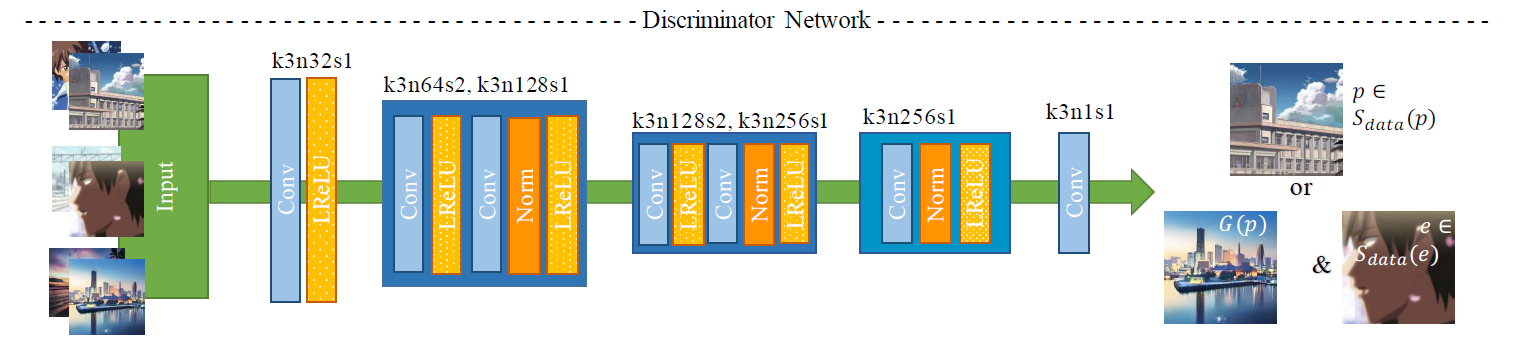 Discriminator Network
k3n32s1
k3n64s2, k3n128s1
k3n128s2, k3n256s1
k3n256s1
k3n1s1
Input
Conv
LReLU
Conv
LReLU
Conv
Norm
LReLU
Conv
LReLU
Conv
Norm
LReLU
Conv
Norm
LReLU
Conv
p ∈
S_data(p)
or
G(p)
&
e ∈
S_data(e)